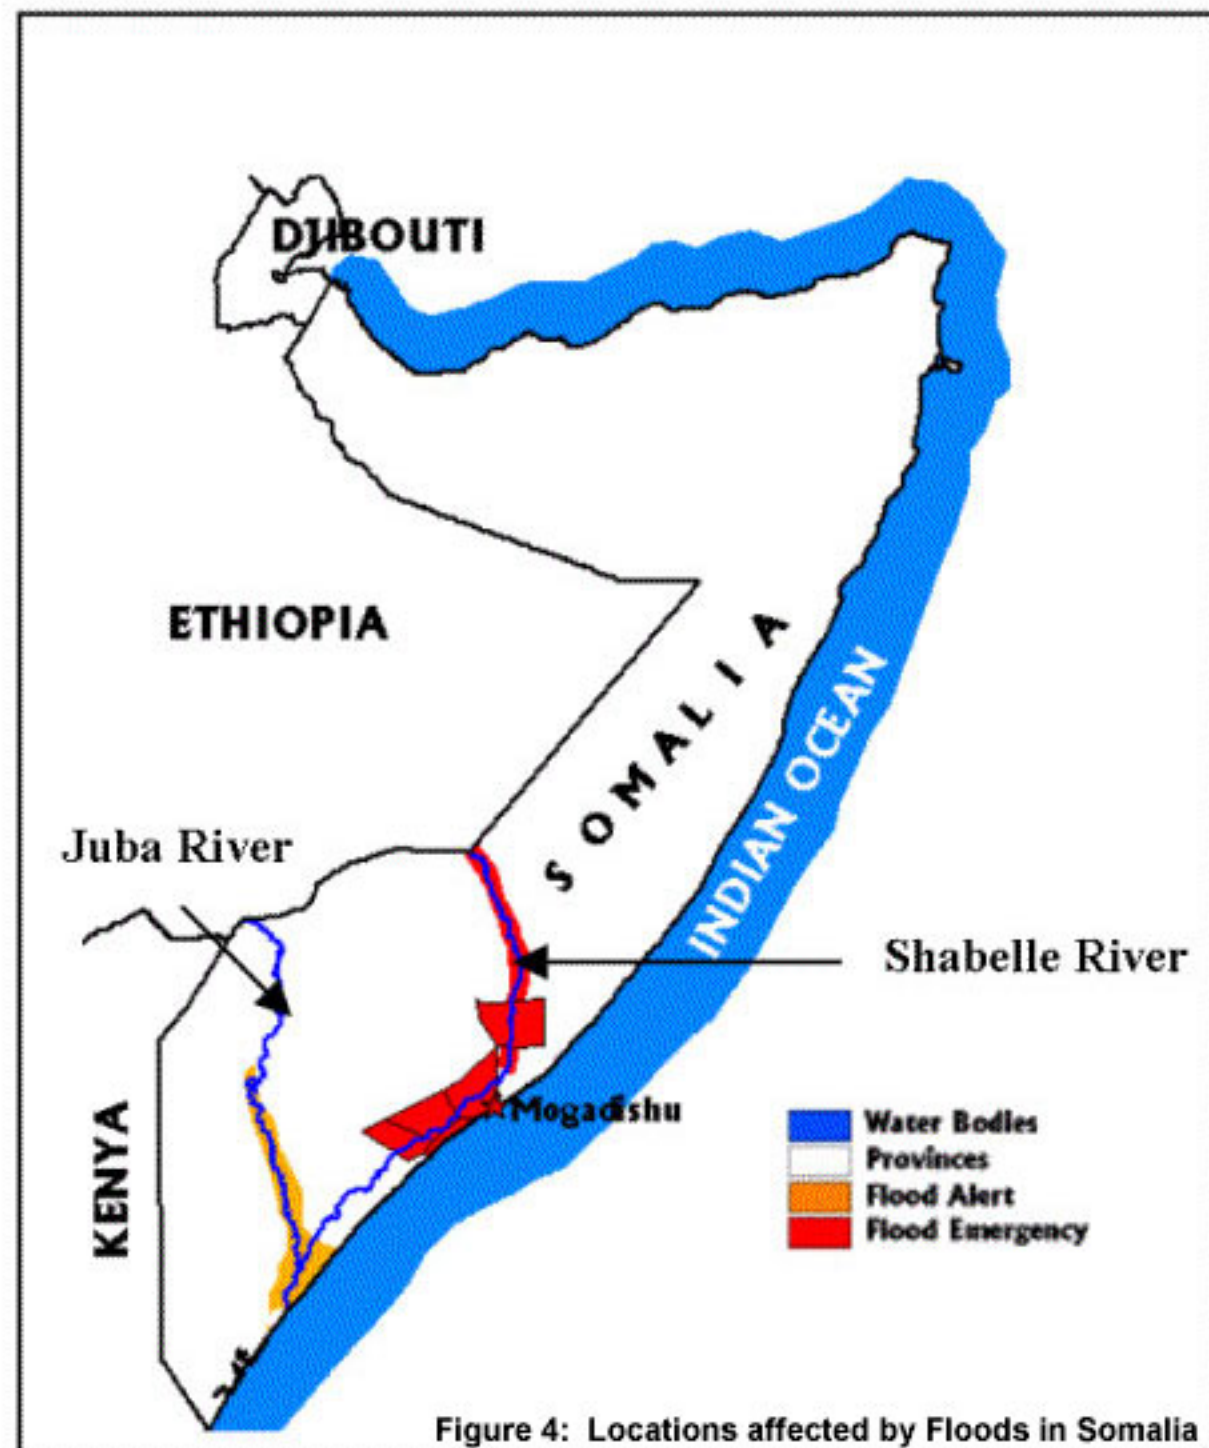 DJIBOUTI
ETHIOPIA
SOMALIA
INDIAN OCEAN
Juba River
Shabelle River
Mogadishu
KENYA
Water Bodies
Provinces
Flood Alert
Flood Emergency
Figure 4: Locations affected by Floods in Somalia